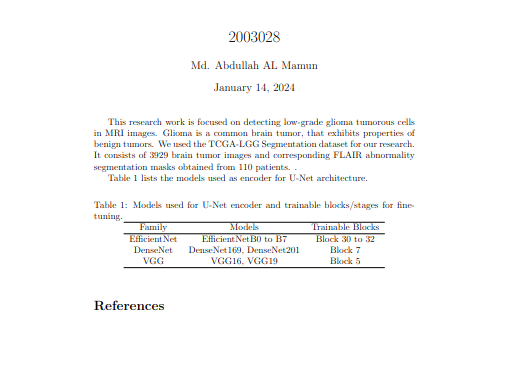 2003028
Md. Abdullah AL Mamun
January 14, 2024
This research work is focused on detecting low-grade glioma tumorous cells
in MRI images. Glioma is a common brain tumor, that exhibits properties of
benign tumors. We used the TCGA-LGG Segmentation dataset for our research.
It consists of 3929 brain tumor images and corresponding FLAIR abnormality
segmentation masks obtained from 110 patients. .
Table 1 lists the models used as encoder for U-Net architecture.
Table 1: Models used for U-Net encoder and trainable blocks/stages for fine-
tuning.
Family Models Trainable Blocks
EfficientNet EfficientNetB0 to B7 Block 30 to 32
DenseNet DenseNet169, DenseNet201 Block 7
VGG VGG16, VGG19 Block 5
References